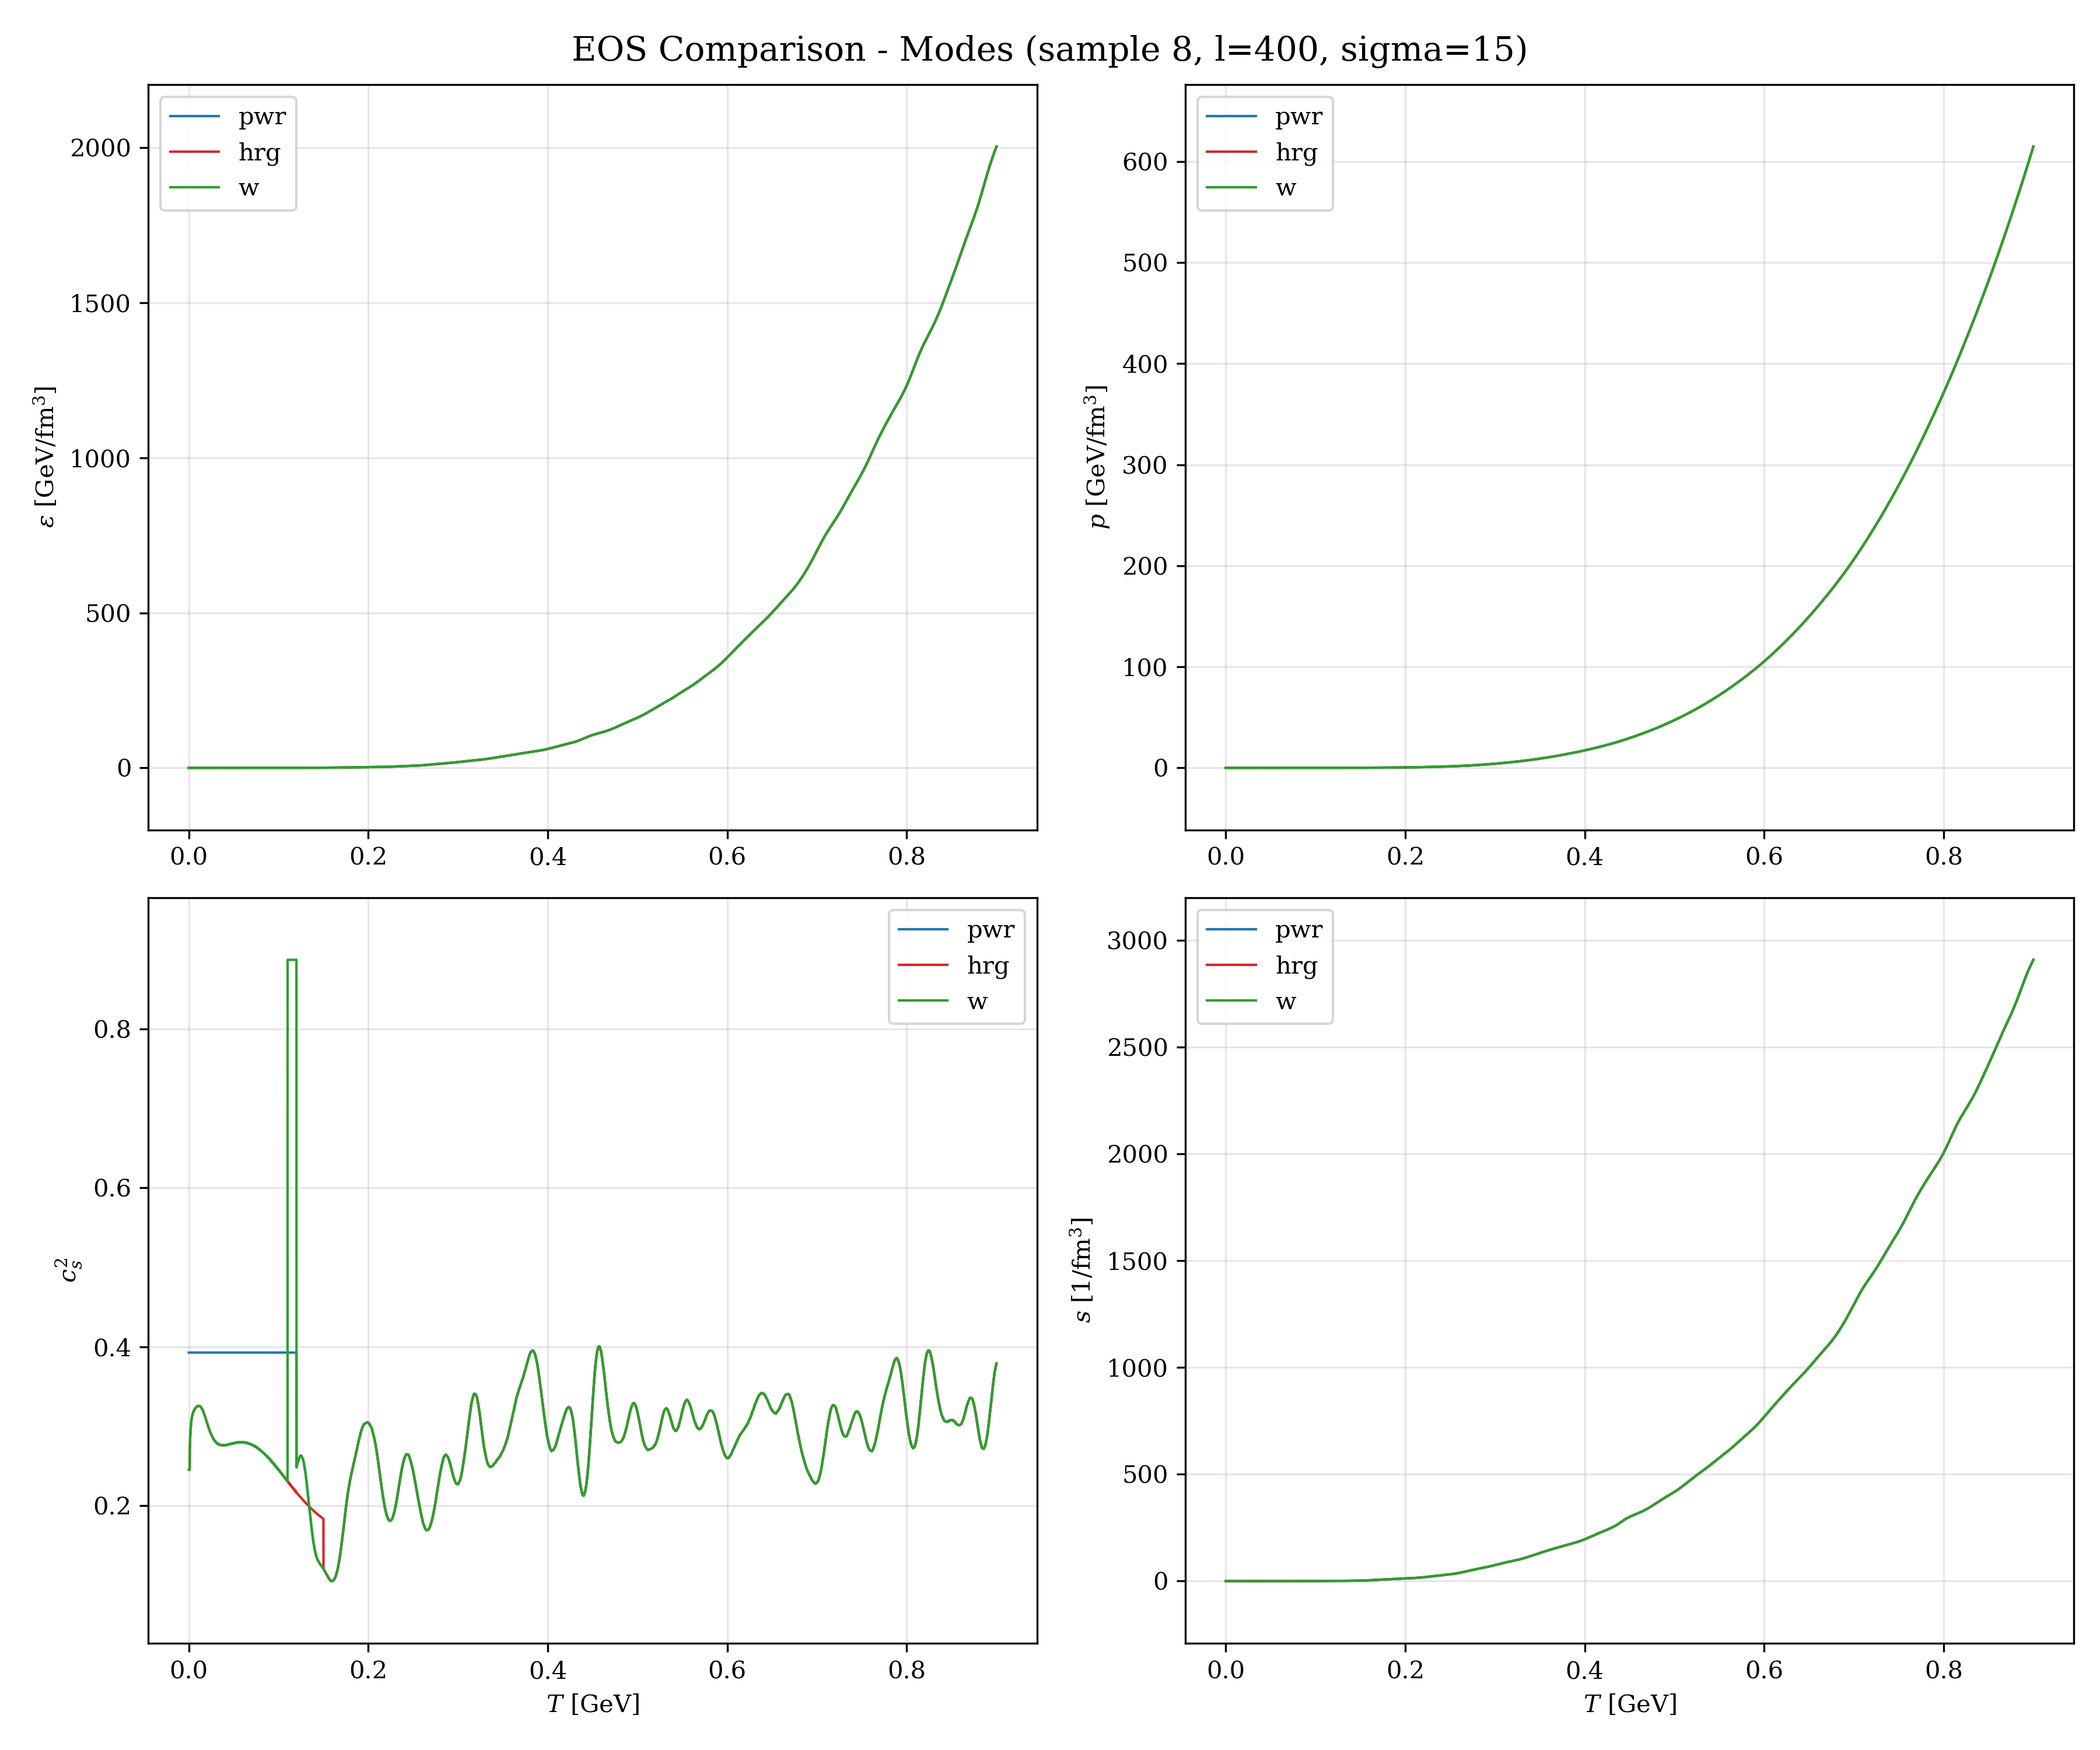 EOS Comparison - Modes (sample 8, l=400, sigma=15)
pwr
hrg
w
2000
1500
1000
500
0
ε [GeV/fm³]
0.0 0.2 0.4 0.6 0.8
pwr
hrg
w
600
500
400
300
200
100
0
p [GeV/fm³]
0.0 0.2 0.4 0.6 0.8
pwr
hrg
w
0.8
0.6
0.4
0.2
c_s^2
0.0 0.2 0.4 0.6 0.8
T [GeV]
pwr
hrg
w
3000
2500
2000
1500
1000
500
0
s [1/fm³]
0.0 0.2 0.4 0.6 0.8
T [GeV]